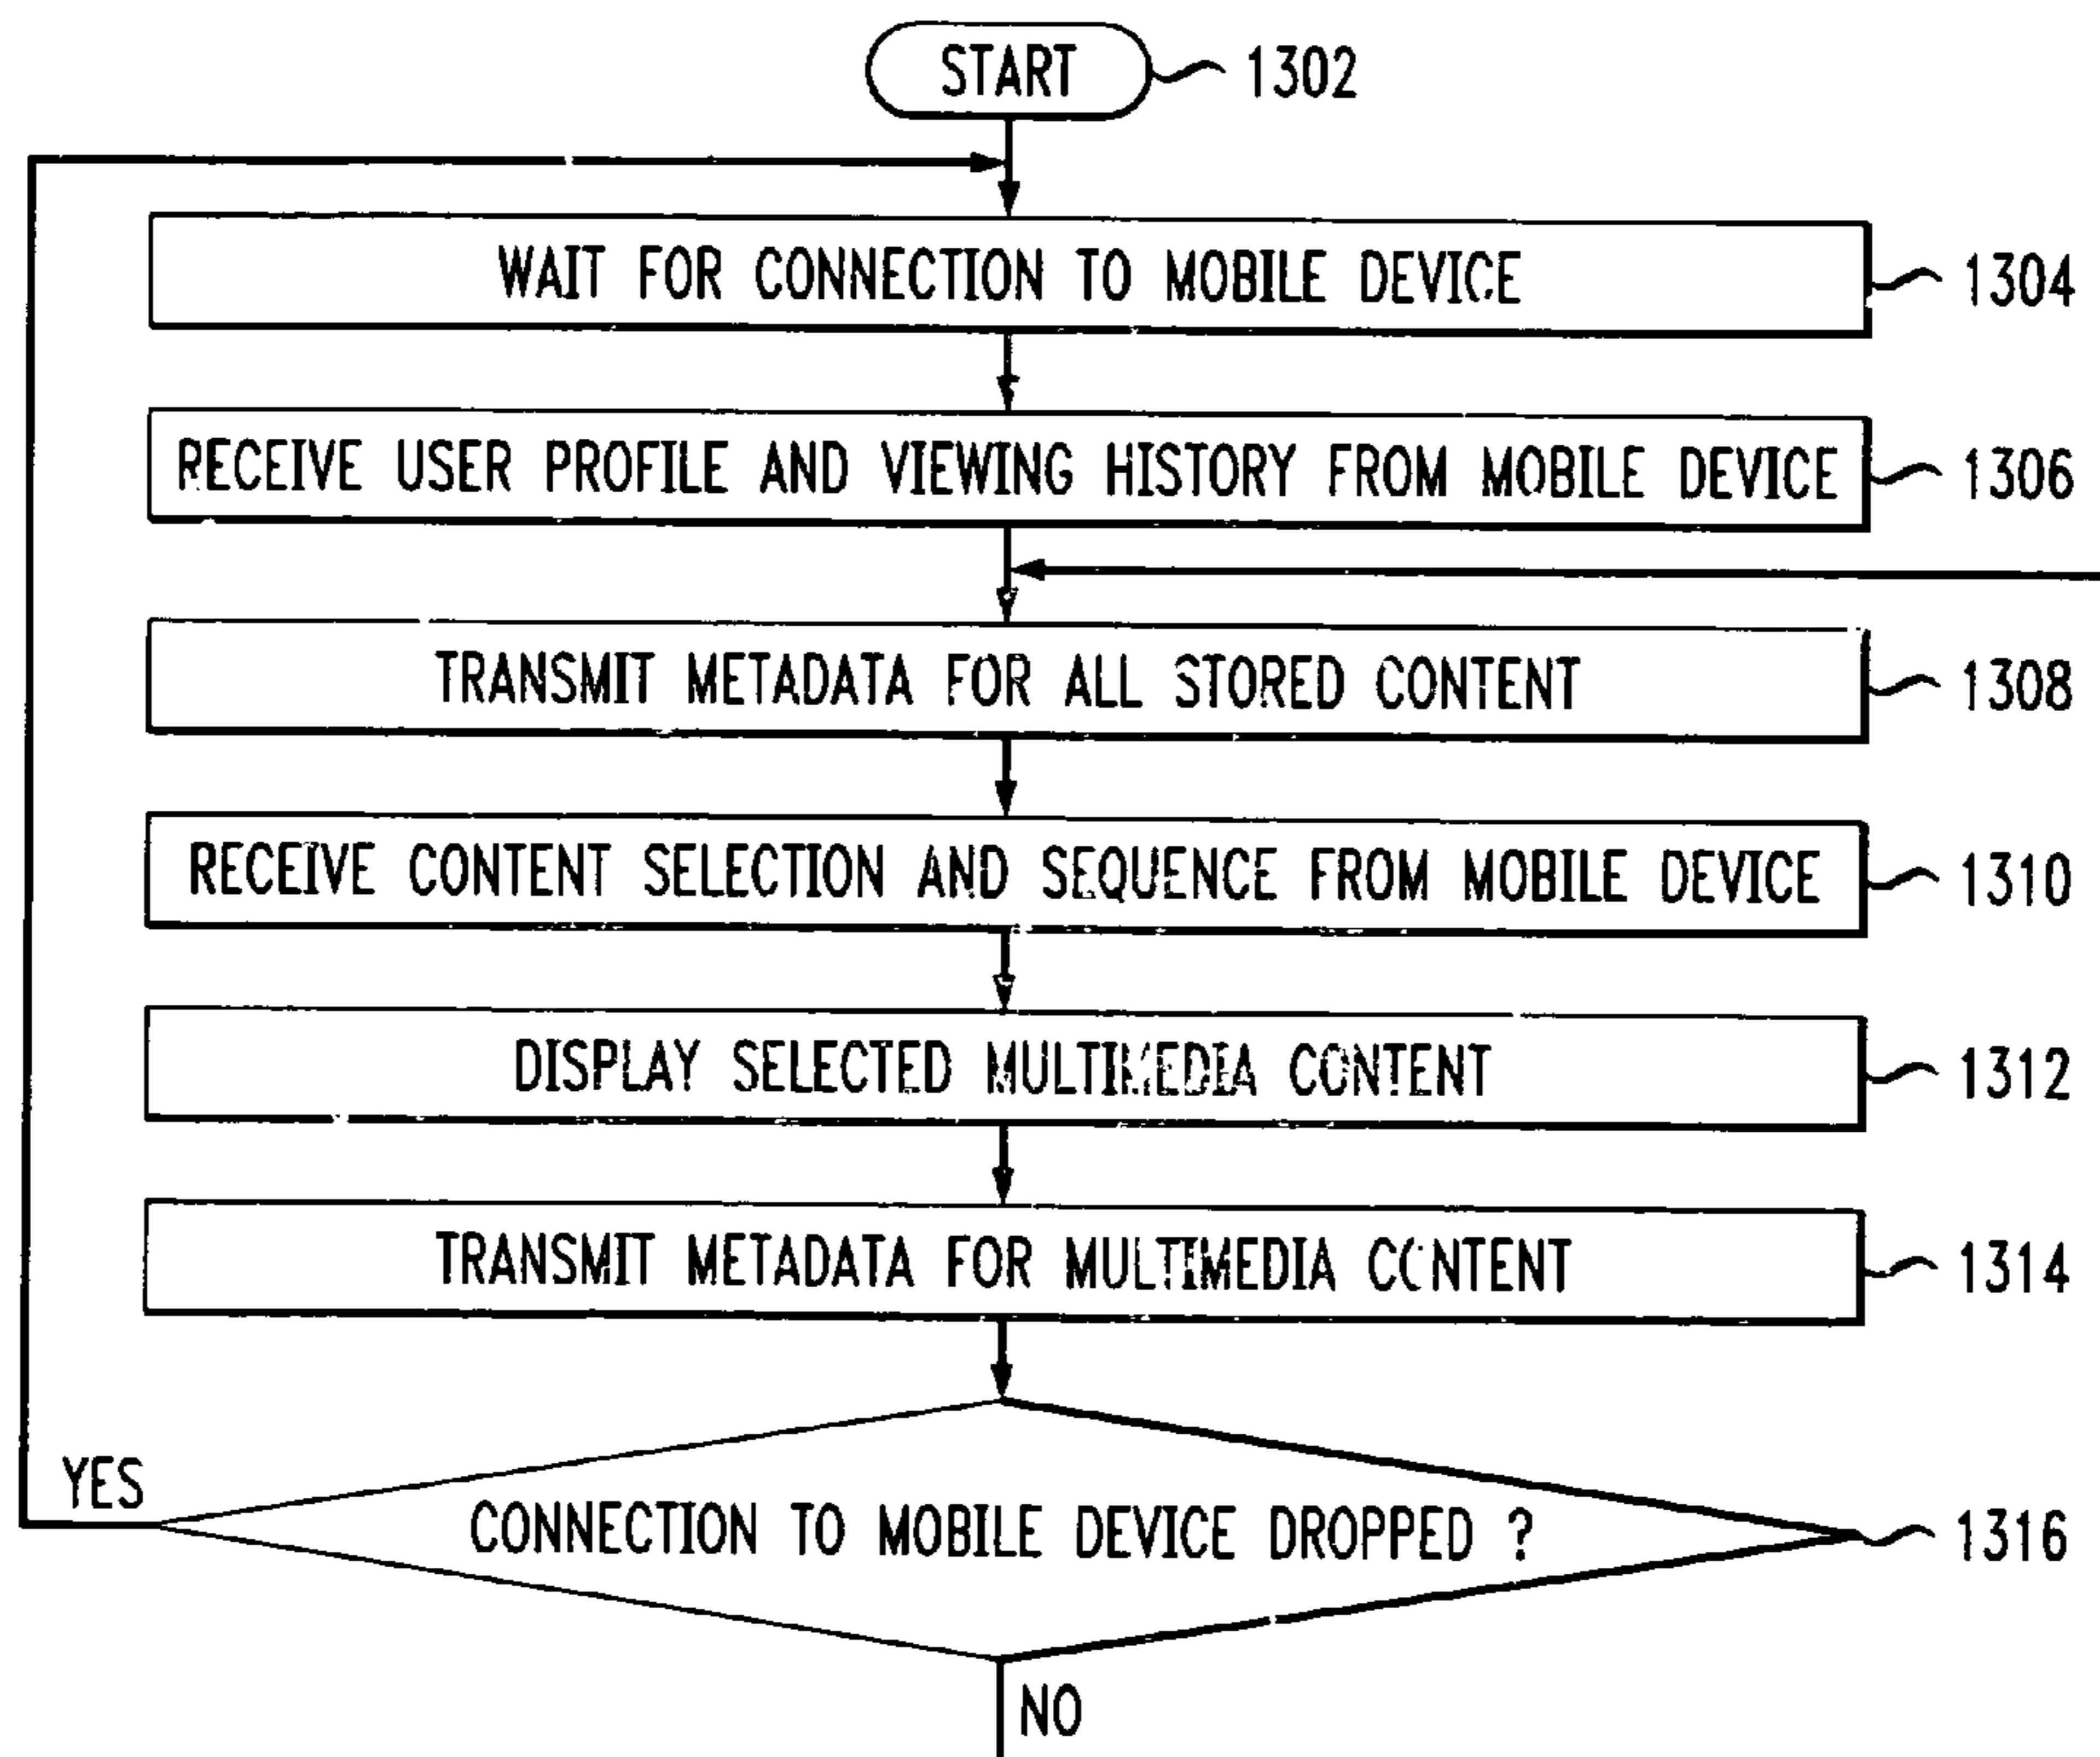 START 1302
WAIT FOR CONNECTION TO MOBILE DEVICE 1304
RECEIVE USER PROFILE AND VIEWING HISTORY FROM MOBILE DEVICE 1306
TRANSMIT METADATA FOR ALL STORED CONTENT 1308
RECEIVE CONTENT SELECTION AND SEQUENCE FROM MOBILE DEVICE 1310
DISPLAY SELECTED MULTIMEDIA CONTENT 1312
TRANSMIT METADATA FOR MULTIMEDIA CONTENT 1314
YES
CONNECTION TO MOBILE DEVICE DROPPED ? 1316
NO